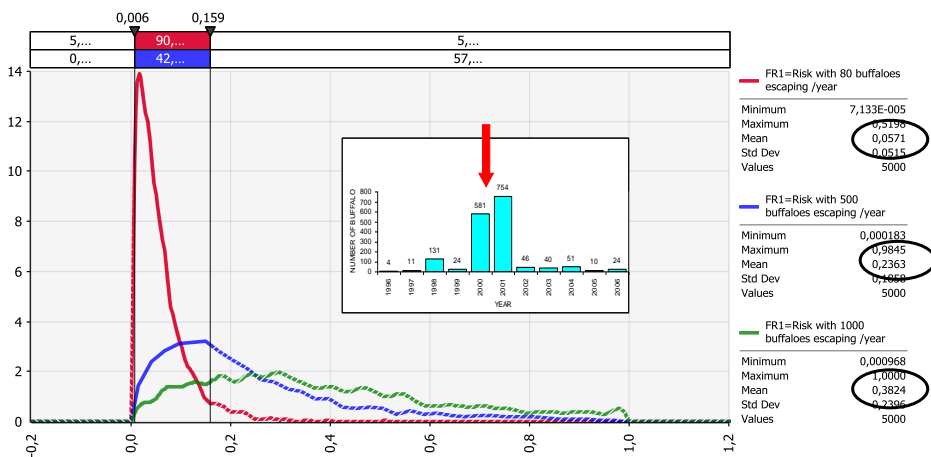 0,006 0,159
5,... 90,... 5,...
0,... 42,... 57,...
14
12
10
8
6
4
2
0
-0,2 0,0 0,2 0,4 0,6 0,8 1,0 1,2
NUMBER OF BUFFALO
800
700
600
500
400
300
200
100
0
4 11 131 24 581 754 46 40 51 10 24
1996 1997 1998 1999 2000 2001 2002 2003 2004 2005 2006
YEAR
FR1=Risk with 80 buffaloes
escaping /year
Minimum 7,133E-005
Maximum 0,5198
Mean 0,0571
Std Dev 0,0515
Values 5000
FR1=Risk with 500
buffaloes escaping /year
Minimum 0,000183
Maximum 0,9845
Mean 0,2363
Std Dev 0,1858
Values 5000
FR1=Risk with 1000
buffaloes escaping /year
Minimum 0,000968
Maximum 1,0000
Mean 0,3824
Std Dev 0,2396
Values 5000